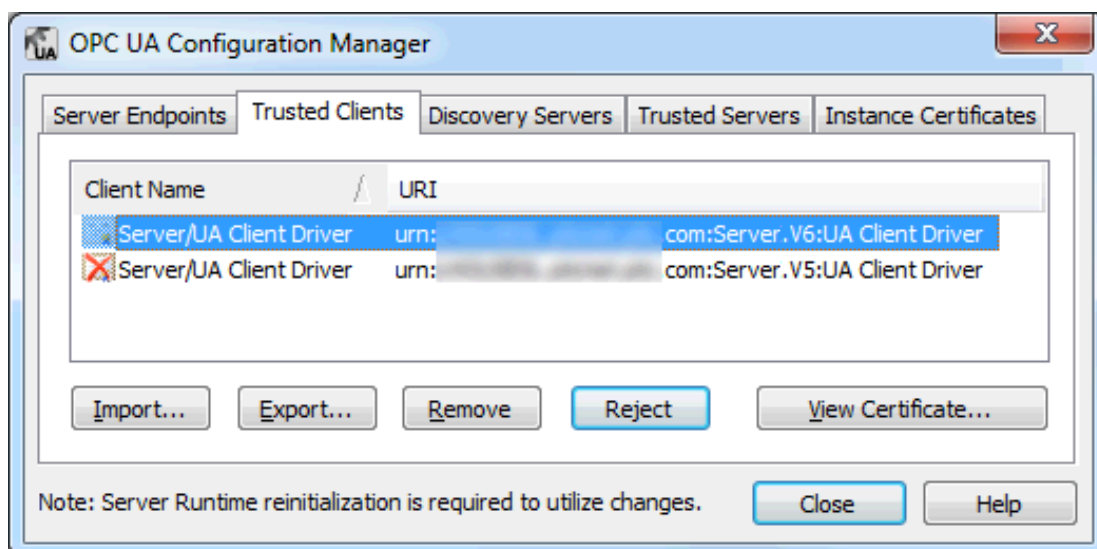 UA OPC UA Configuration Manager
Server Endpoints Trusted Clients Discovery Servers Trusted Servers Instance Certificates
Client Name URI
Server/UA Client Driver urn: com:Server.V6:UA Client Driver
Server/UA Client Driver urn: com:Server.V5:UA Client Driver
Import... Export... Remove Reject View Certificate...
Note: Server Runtime reinitialization is required to utilize changes. Close Help